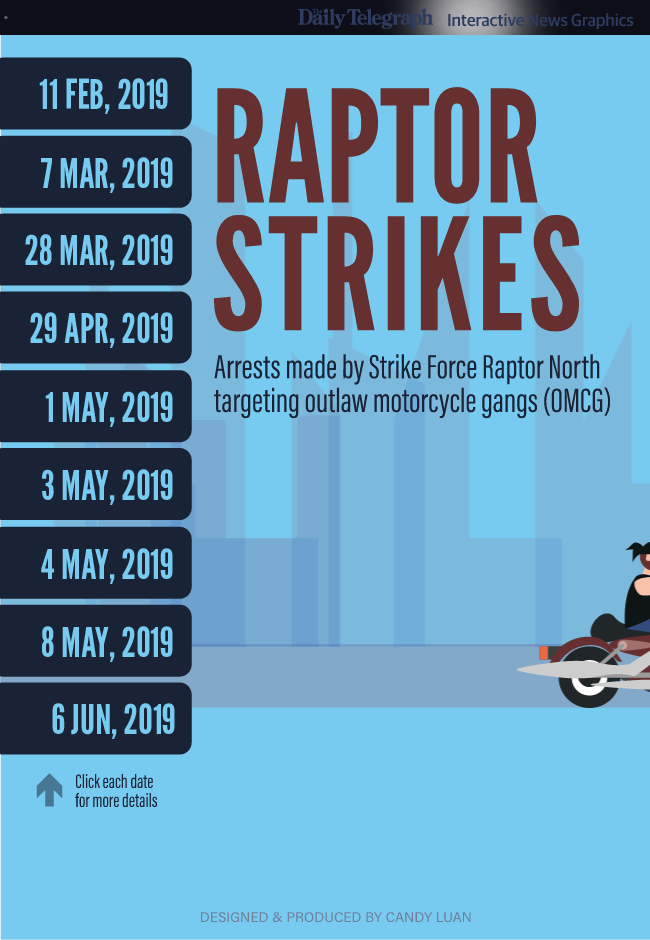 The Daily Telegraph Interactive News Graphics
11 FEB, 2019
7 MAR, 2019
28 MAR, 2019
29 APR, 2019
1 MAY, 2019
3 MAY, 2019
4 MAY, 2019
8 MAY, 2019
6 JUN, 2019
RAPTOR
STRIKES
Arrests made by Strike Force Raptor North
targeting outlaw motorcycle gangs (OMCG)
Click each date
for more details
DESIGNED & PRODUCED BY CANDY LUAN